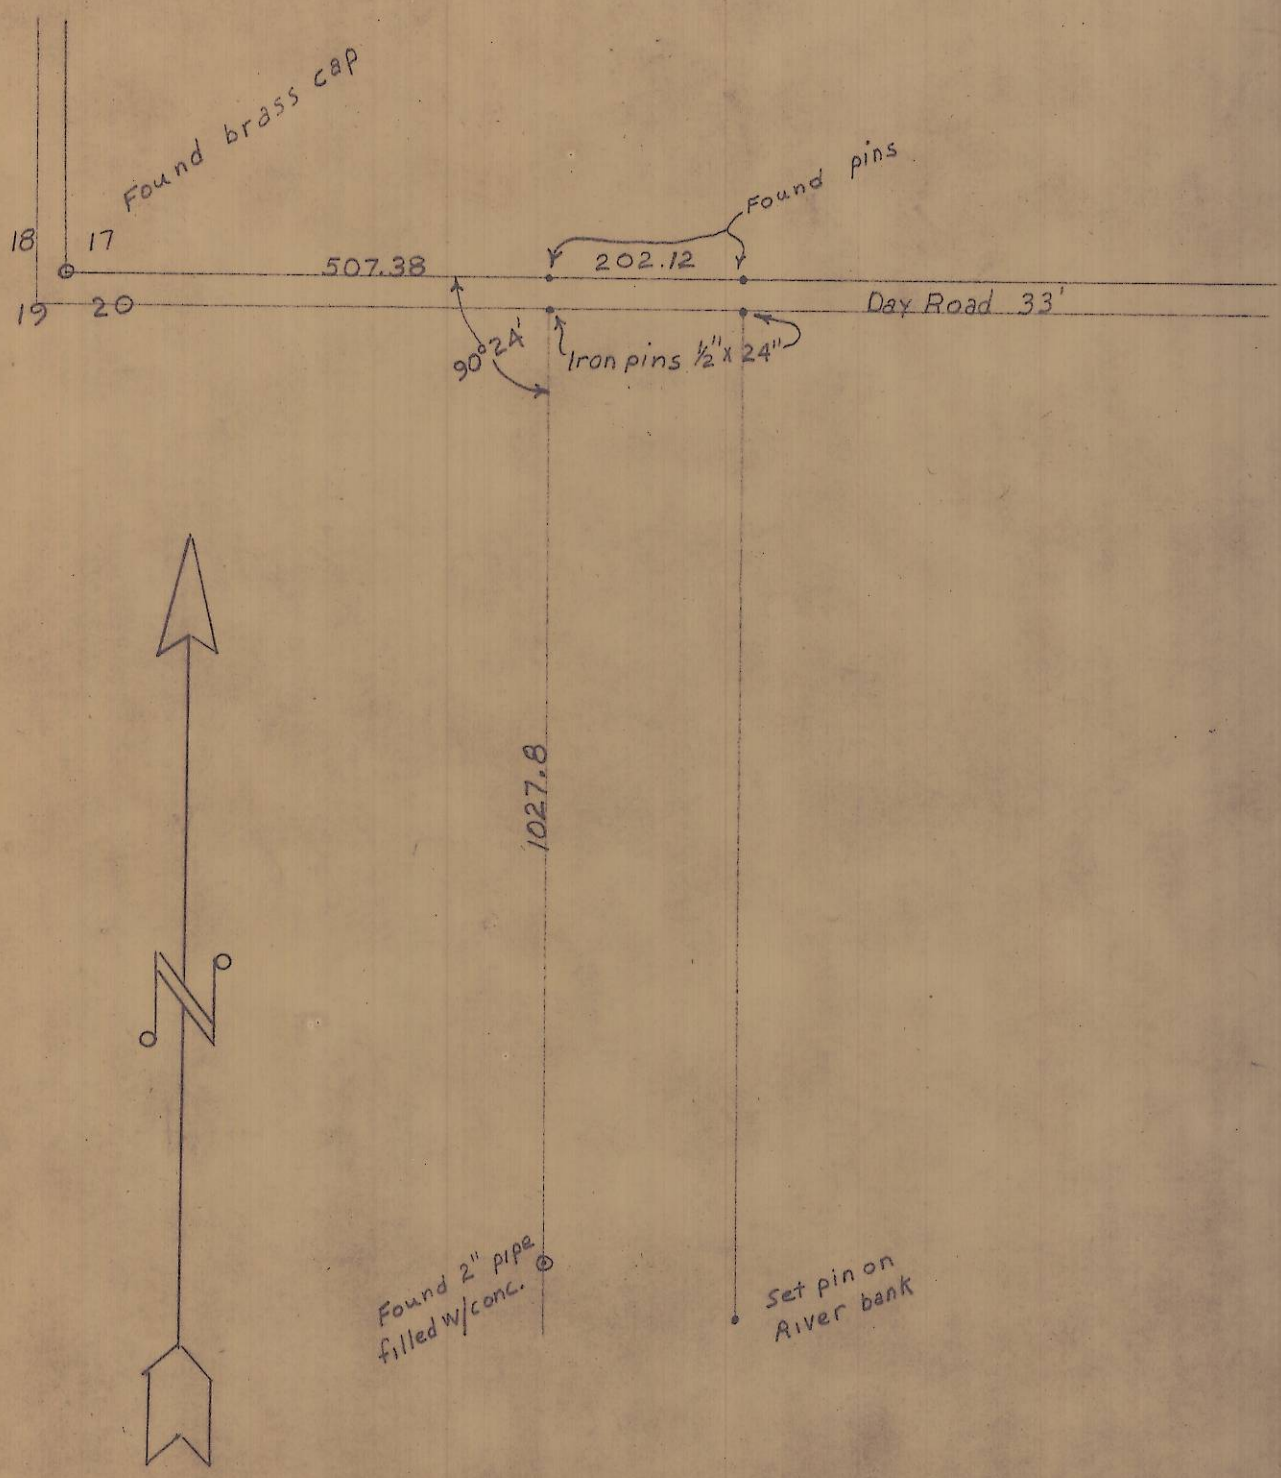 Found brass cap
Found pins
18 17
507.38
202.12
19 20
Day Road 33'
90°24'
Iron pins ½" x 24"
1027.8
N
Found 2" pipe
filled w/conc.
Set pin on
River bank